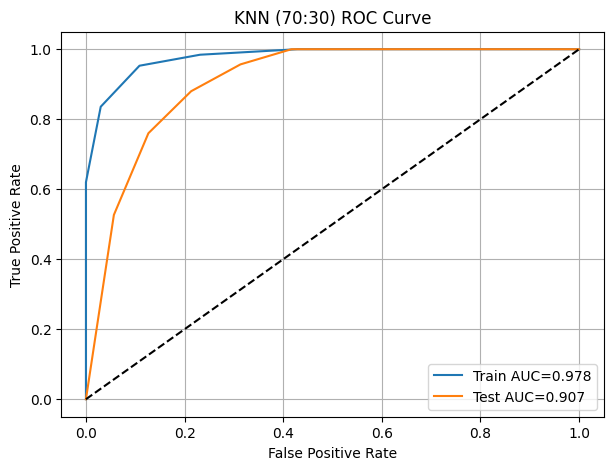 KNN (70:30) ROC Curve
True Positive Rate
1.0
0.8
0.6
0.4
0.2
0.0
0.0 0.2 0.4 0.6 0.8 1.0
False Positive Rate
Train AUC=0.978
Test AUC=0.907